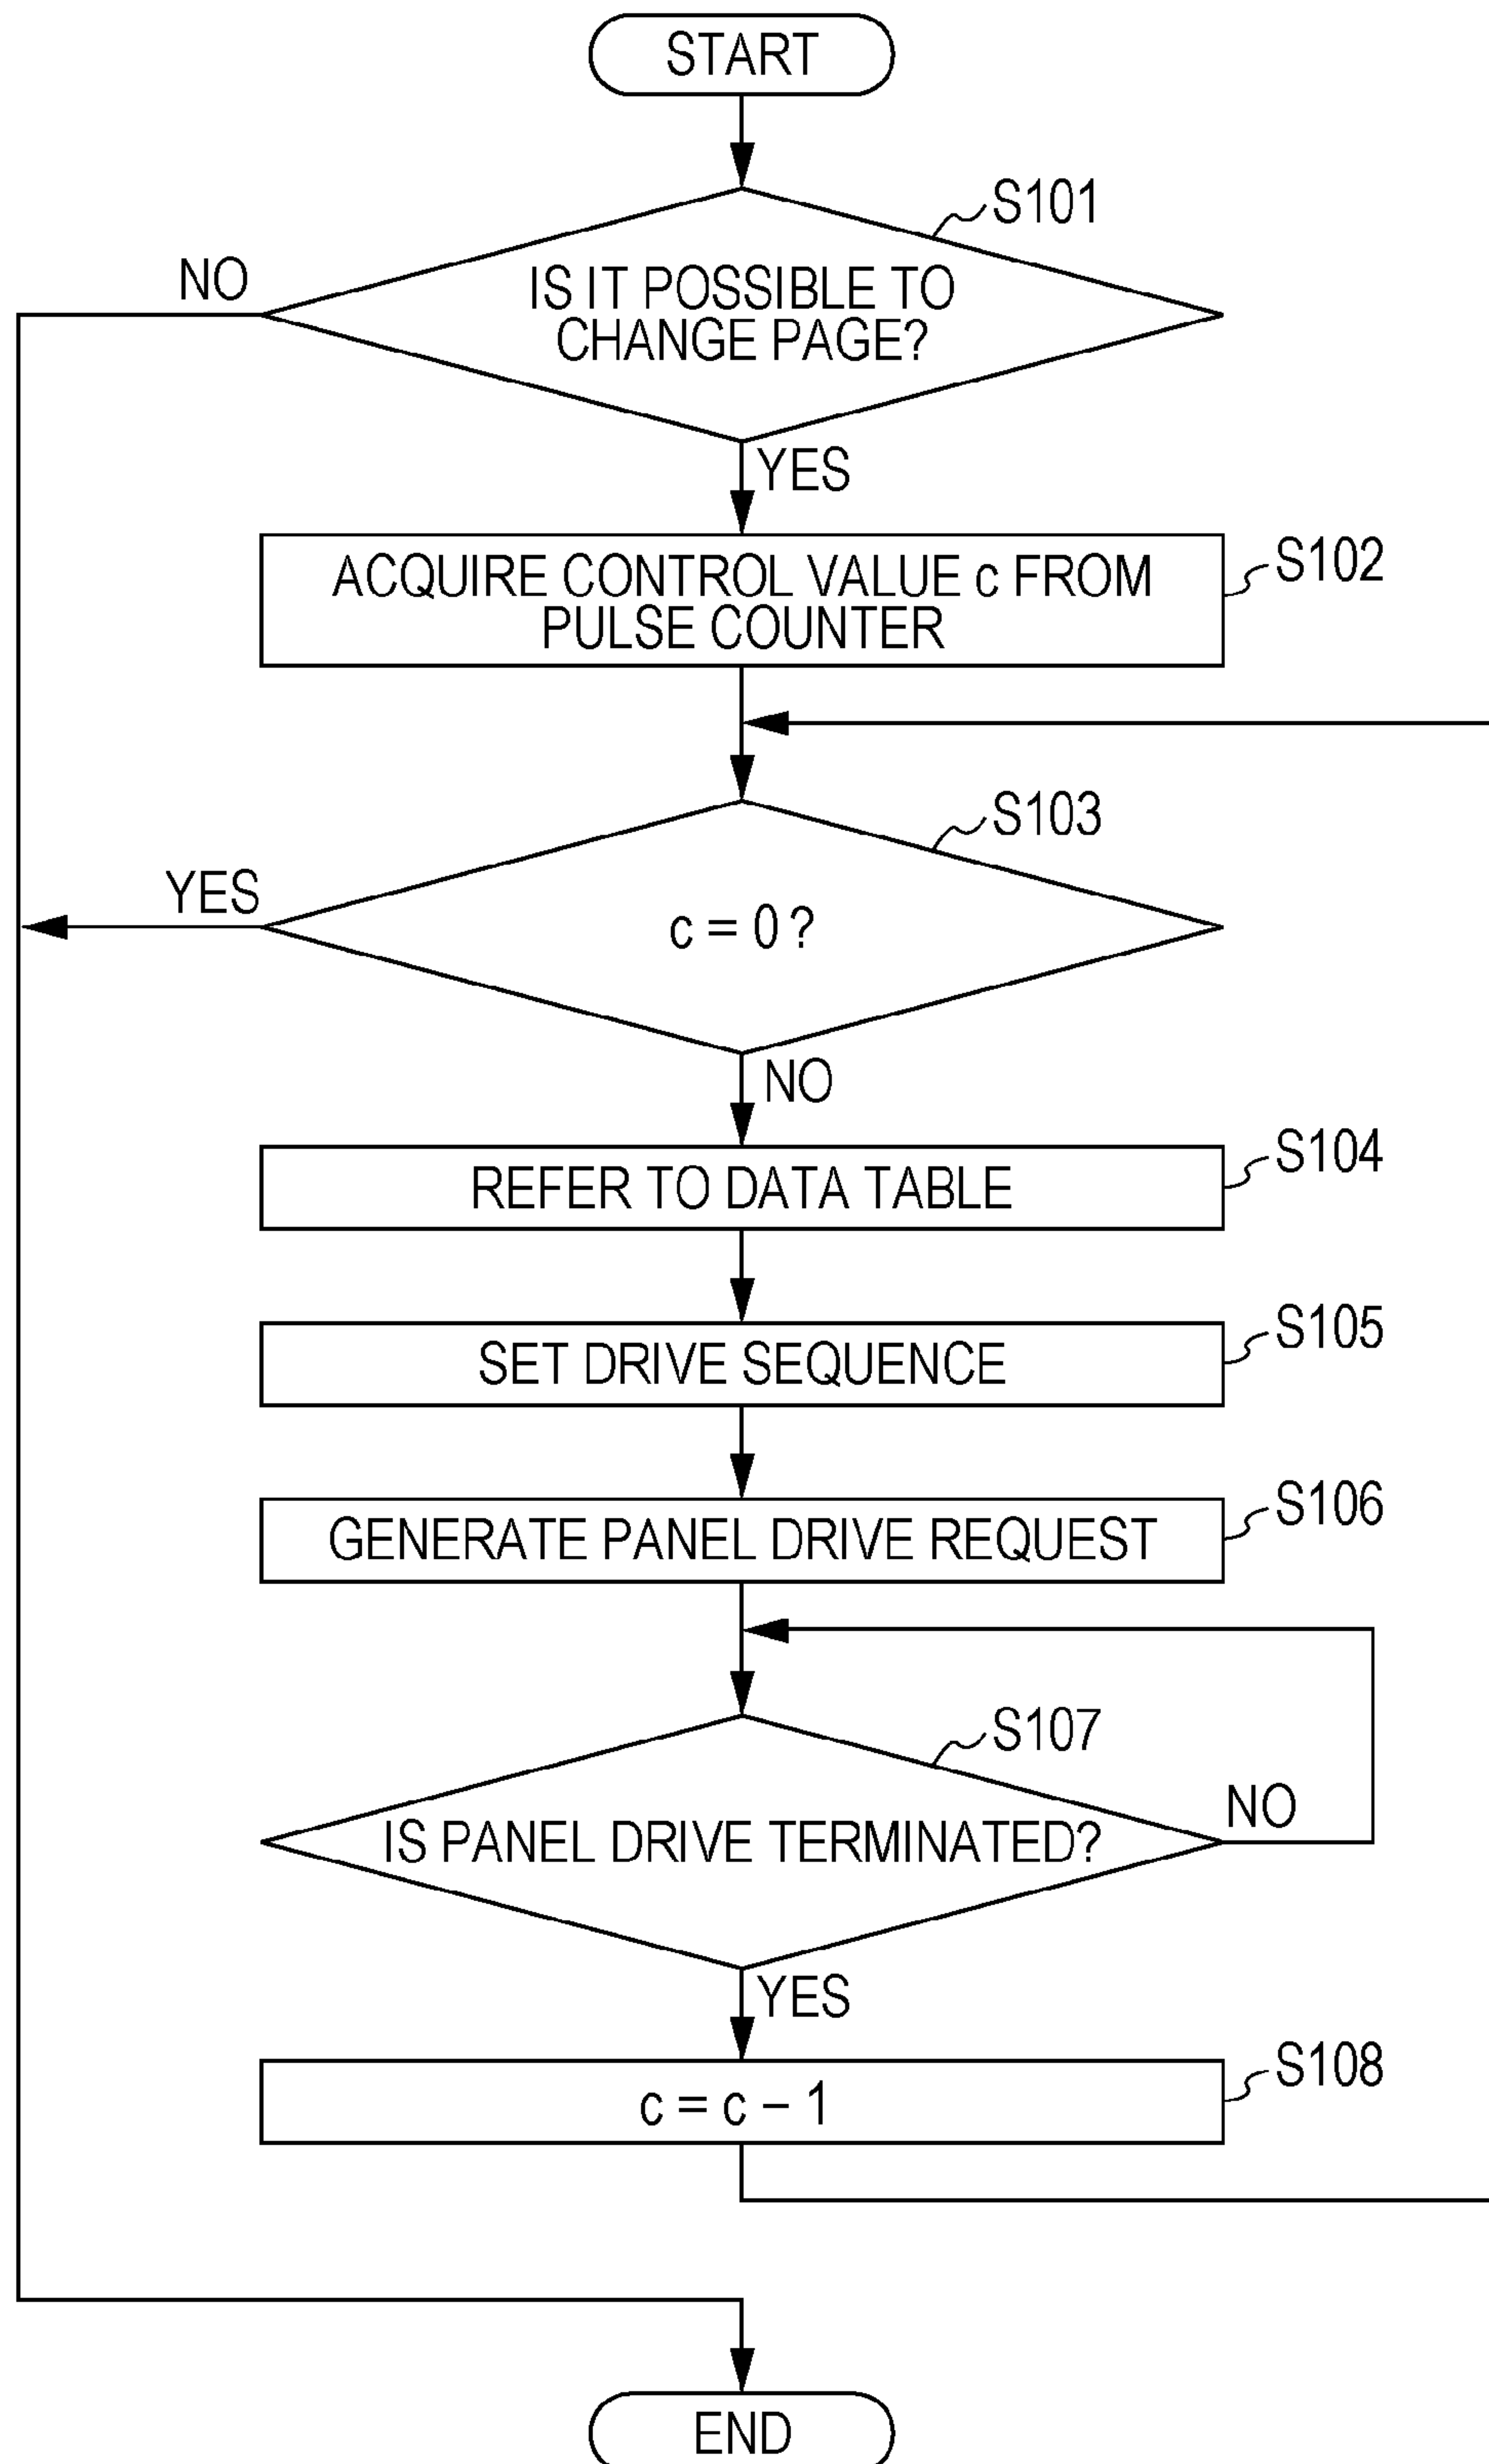 START
S101
NO
IS IT POSSIBLE TO
CHANGE PAGE?
YES
S102
ACQUIRE CONTROL VALUE c FROM
PULSE COUNTER
S103
YES
c = 0 ?
NO
S104
REFER TO DATA TABLE
S105
SET DRIVE SEQUENCE
S106
GENERATE PANEL DRIVE REQUEST
S107
NO
IS PANEL DRIVE TERMINATED?
YES
S108
c = c – 1
END